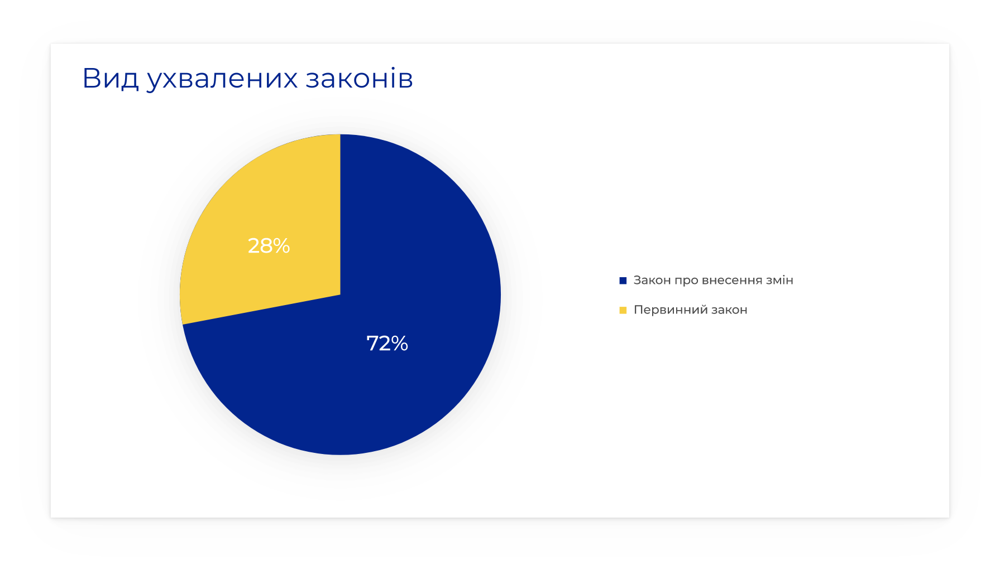 Вид ухвалених законів
28%
72%
Закон про внесення змін
Первинний закон